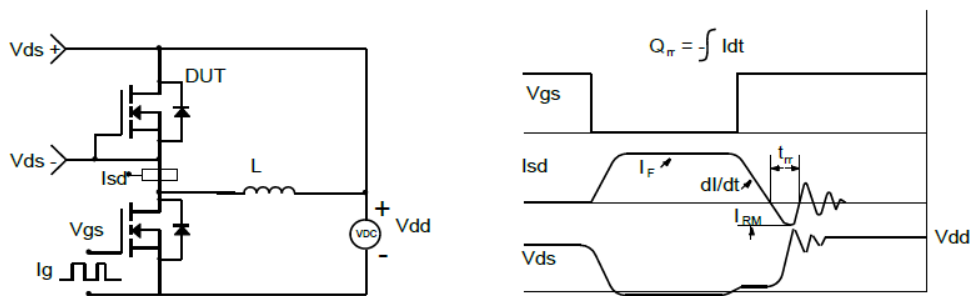 Vds +
DUT
Vds -
Isd
L
Vgs
Ig
+
VDC
-
Vdd
Qrr = -∫ Idt
Vgs
Isd
IF
dI/dt
trr
IRM
Vds
Vdd